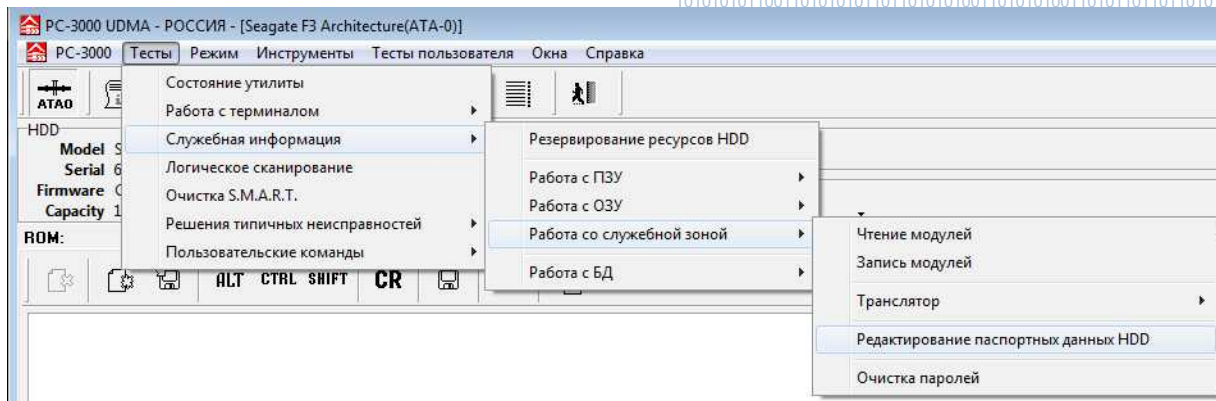 PC-3000 UDMA - РОССИЯ - [Seagate F3 Architecture(ATA-0)]
PC-3000 Тесты Режим Инструменты Тесты пользователя Окна Справка
ATA0
HDD
Model S
Serial 6
Firmware
Capacity 1
ROM:
Состояние утилиты
Работа с терминалом
Служебная информация
Логическое сканирование
Очистка S.M.A.R.T.
Решения типичных неисправностей
Пользовательские команды
Резервирование ресурсов HDD
Работа с ПЗУ
Работа с ОЗУ
Работа со служебной зоной
Работа с БД
Чтение модулей
Запись модулей
Транслятор
Редактирование паспортных данных HDD
Очистка паролей
ALT CTRL SHIFT CR